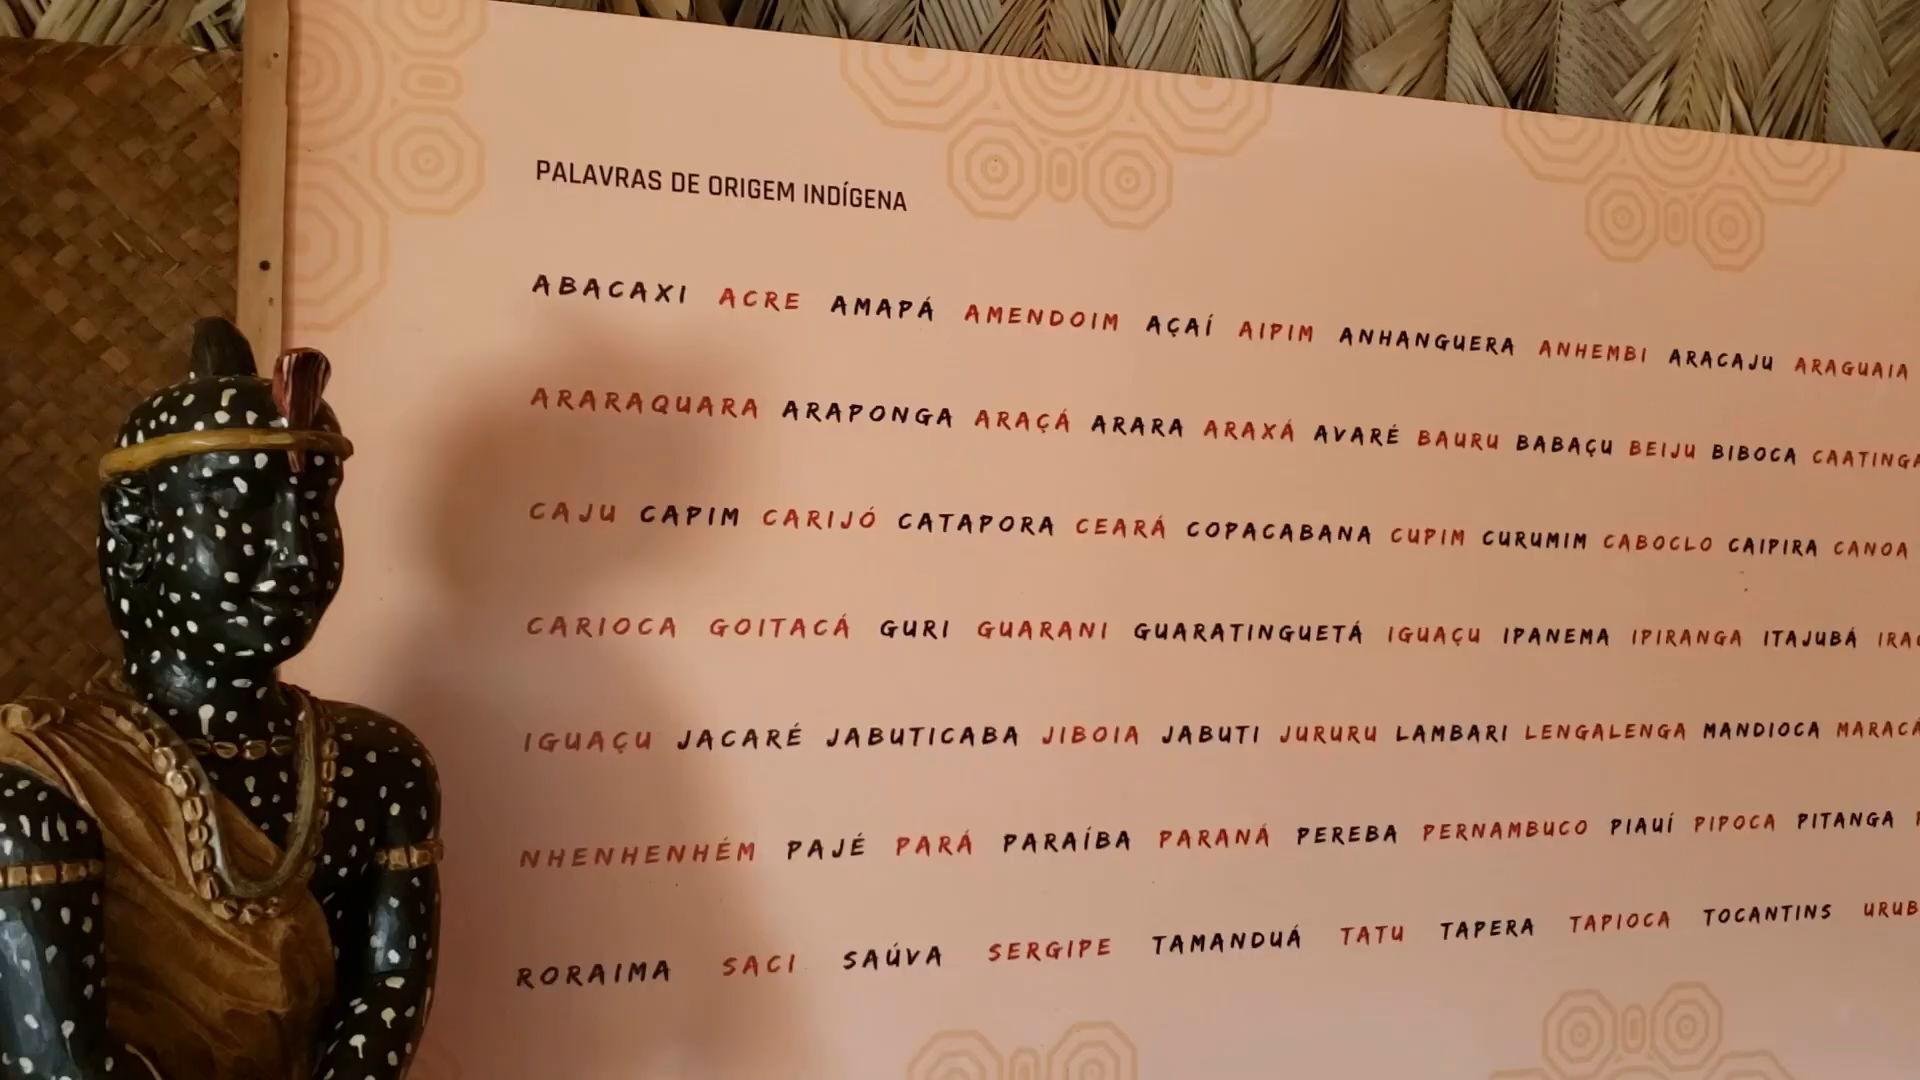 PALAVRAS DE ORIGEM INDÍGENA
ABACAXI ACRE AMAPÁ AMENDOIM AÇAÍ AIPIM ANHANGUERA ANHEMBI ARACAJU ARAGUAIA
ARARAQUARA ARAPONGA ARAÇÁ ARARA ARAXÁ AVARÉ BAURU BABAÇU BEIJU BIBOCA CAATINGA
CAJU CAPIM CARIJÓ CATAPORA CEARÁ COPACABANA CUPIM CURUMIM CABOCLO CAIPIRA CANOA
CARIOCA GOITACÁ GURI GUARANI GUARATINGUETÁ IGUAÇU IPANEMA IPIRANGA ITAJUBÁ
IGUAÇU JACARÉ JABUTICABA JIBOIA JABUTI JURURU LAMBARI LENGALENGA MANDIOCA
NHENHENHÉM PAJÉ PARÁ PARAÍBA PARANÁ PEREBA PERNAMBUCO PIAUÍ PIPOCA PITANGA
RORAIMA SACI SAÚVA SERGIPE TAMANDUÁ TATU TAPERA TAPIOCA TOCANTINS